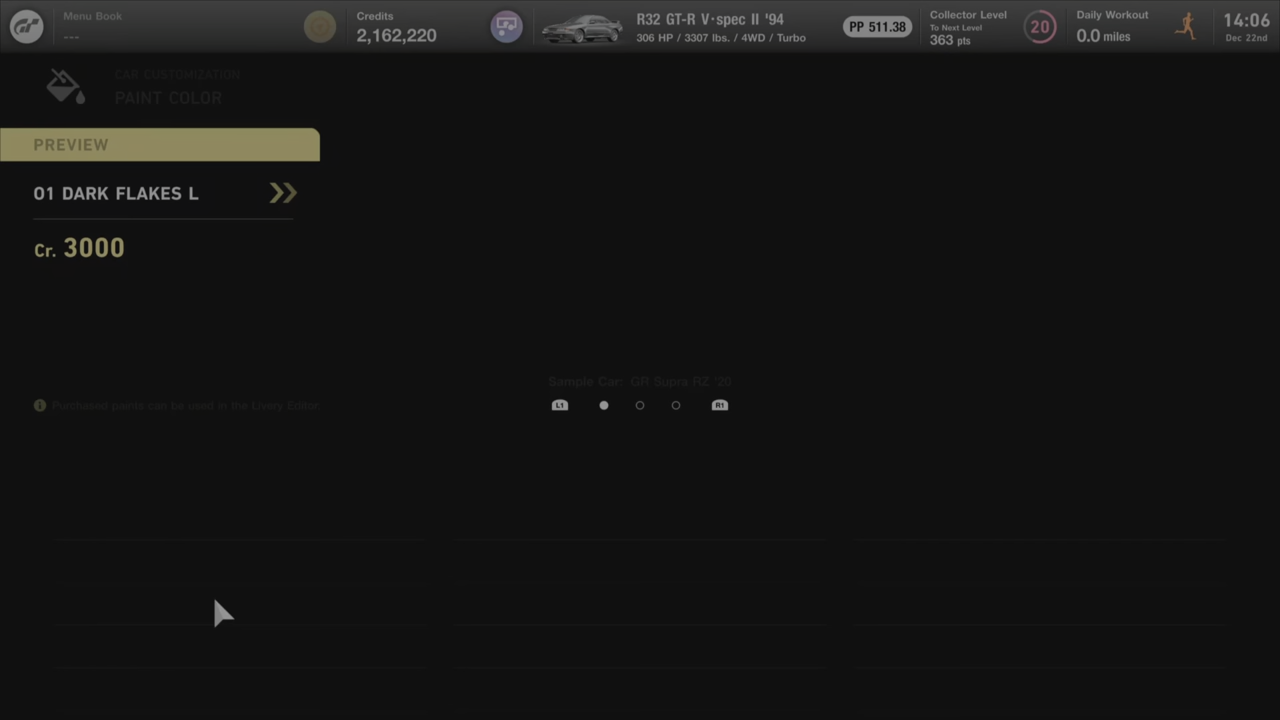 Menu Book
---
Credits
2,162,220
R32 GT-R V·spec II '94
306 HP / 3307 lbs. / 4WD / Turbo
PP 511.38
Collector Level
To Next Level
363 pts
20
Daily Workout
0.0 miles
14:06
Dec 22nd
CAR CUSTOMIZATION
PAINT COLOR
PREVIEW
01 DARK FLAKES L
Cr. 3000
Sample Car: GR Supra RZ '20
Purchased paints can be used in the Livery Editor.
L1
R1